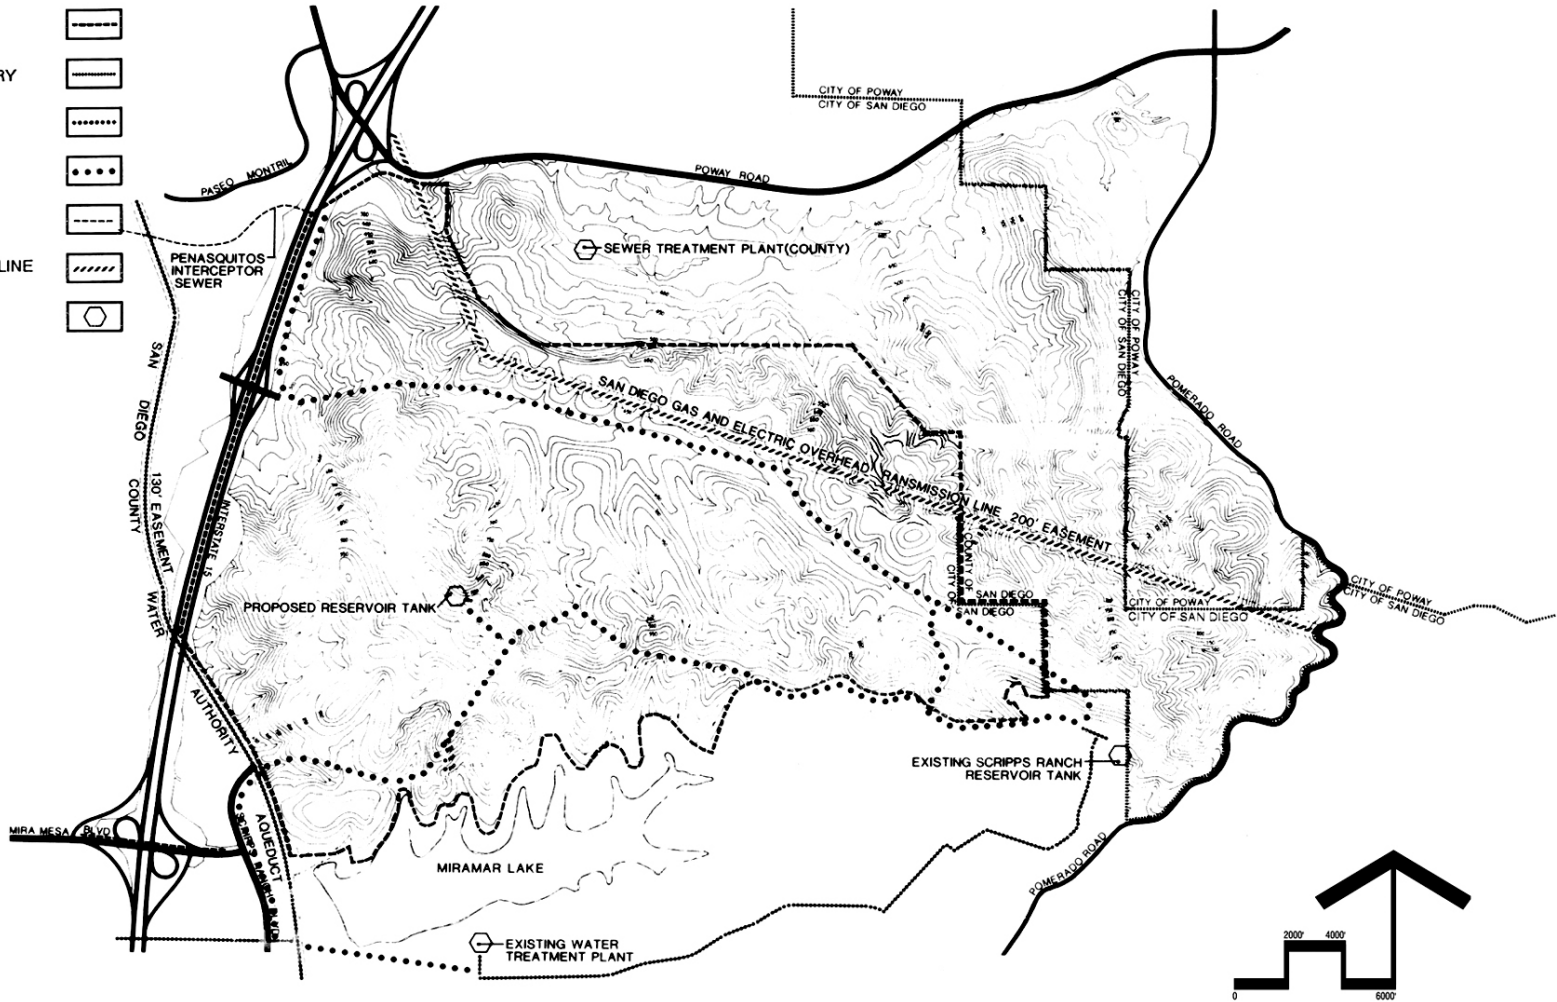 RY
LINE
CITY OF POWAY
CITY OF SAN DIEGO
POWAY ROAD
PASEO MONTRIL
PENASQUITOS
INTERCEPTOR
SEWER
SEWER TREATMENT PLANT(COUNTY)
CITY OF POWAY
CITY OF SAN DIEGO
POMERADO ROAD
SAN DIEGO GAS AND ELECTRIC OVERHEAD TRANSMISSION LINE 200' EASEMENT
SAN DIEGO COUNTY WATER AUTHORITY AQUEDUCT
130' EASEMENT
INTERSTATE 15
PROPOSED RESERVOIR TANK
COUNTY OF
CITY OF
SAN DIEGO
SAN DIEGO
CITY OF POWAY
CITY OF SAN DIEGO
CITY OF POWAY
CITY OF SAN DIEGO
EXISTING SCRIPPS RANCH
RESERVOIR TANK
MIRA MESA BLVD
SCRIPPS RANCH BLVD
MIRAMAR LAKE
POMERADO ROAD
EXISTING WATER
TREATMENT PLANT
2000' 4000'
0 6000'